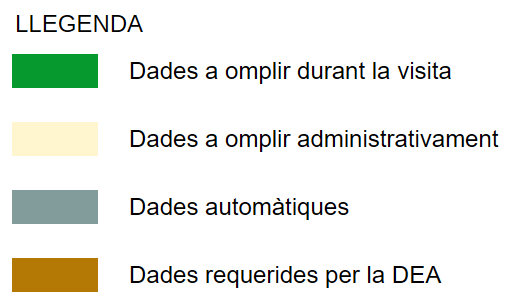 LLEGENDA
Dades a omplir durant la visita
Dades a omplir administrativament
Dades automàtiques
Dades requerides per la DEA